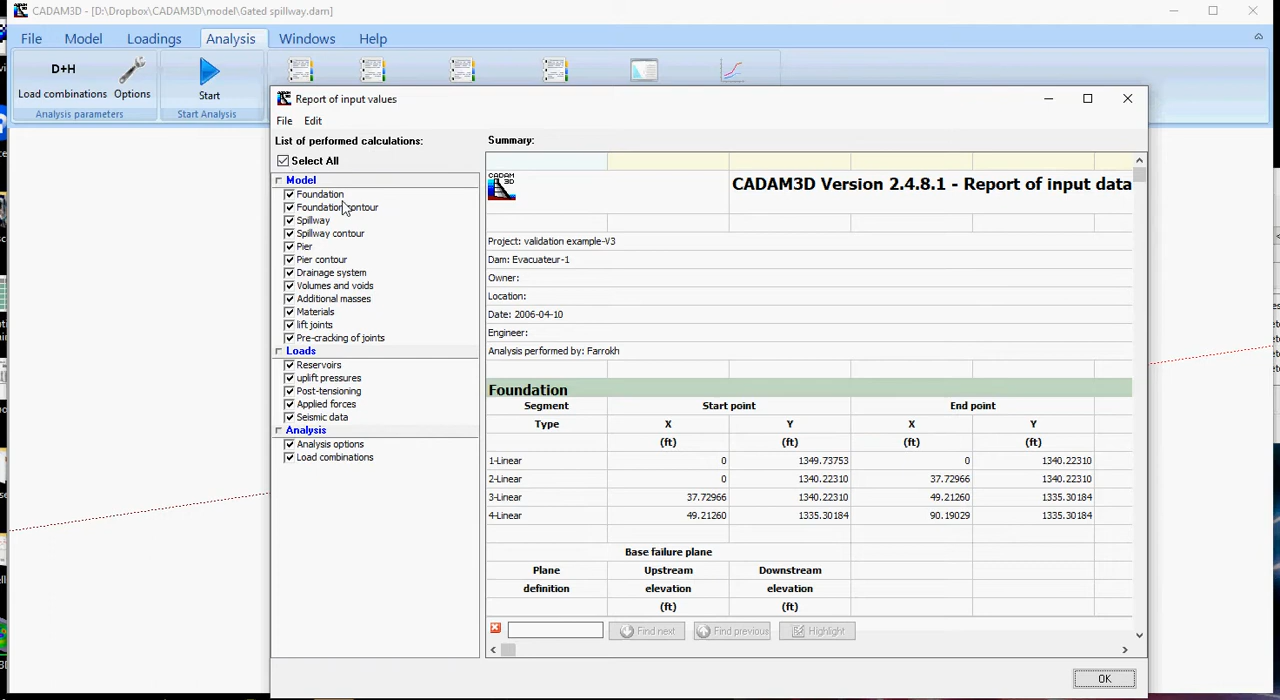 CADAM3D - [D:\Dropbox\CADAM3D\model\Gated spillway.dam]
File Model Loadings Analysis Windows Help
D+H
Load combinations Options Start
Analysis parameters Start Analysis
Report of input values
File Edit
List of performed calculations:
Select All
Model
Foundation
Foundation contour
Spillway
Spillway contour
Pier
Pier contour
Drainage system
Volumes and voids
Additional masses
Materials
lift joints
Pre-cracking of joints
Loads
Reservoirs
uplift pressures
Post-tensioning
Applied forces
Seismic data
Analysis
Analysis options
Load combinations
Summary:
CADAM 3D
CADAM3D Version 2.4.8.1 - Report of input data
Project: validation example-V3
Dam: Evacuateur-1
Owner:
Location:
Date: 2006-04-10
Engineer:
Analysis performed by: Farrokh
Foundation
Segment Start point End point
Type X Y X Y
(ft) (ft) (ft) (ft)
1-Linear 0 1349.73753 0 1340.22310
2-Linear 0 1340.22310 37.72966 1340.22310
3-Linear 37.72966 1340.22310 49.21260 1335.30184
4-Linear 49.21260 1335.30184 90.19029 1335.30184
Base failure plane
Plane Upstream Downstream
definition elevation elevation
(ft) (ft)
Find next Find previous Highlight
OK